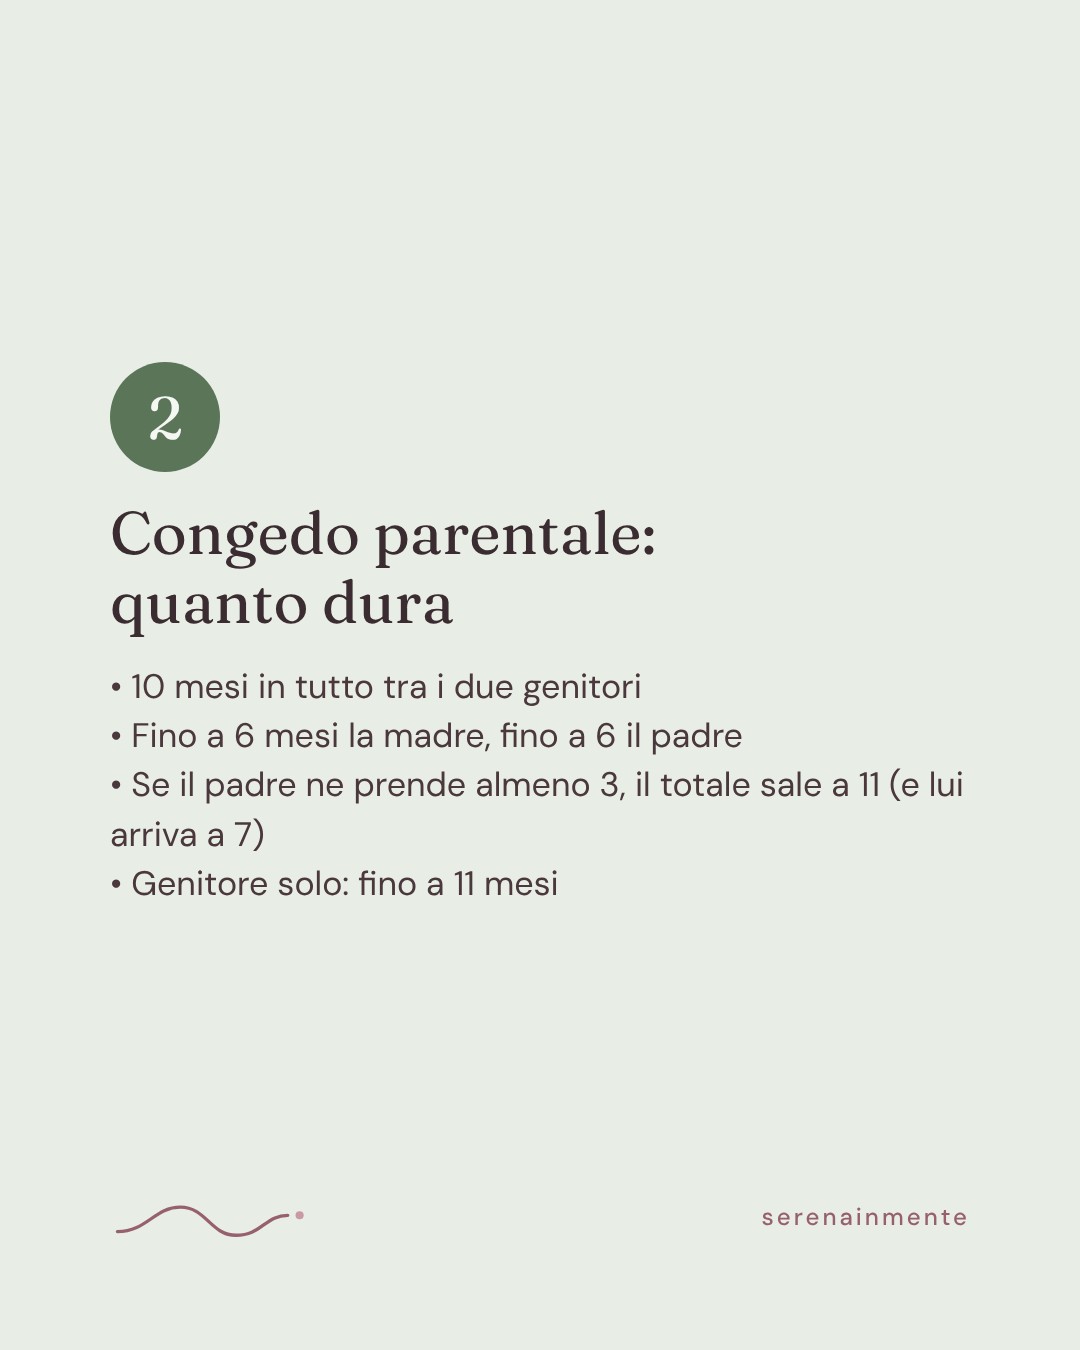 2
Congedo parentale:
quanto dura
• 10 mesi in tutto tra i due genitori
• Fino a 6 mesi la madre, fino a 6 il padre
• Se il padre ne prende almeno 3, il totale sale a 11 (e lui
arriva a 7)
• Genitore solo: fino a 11 mesi
serenainmente